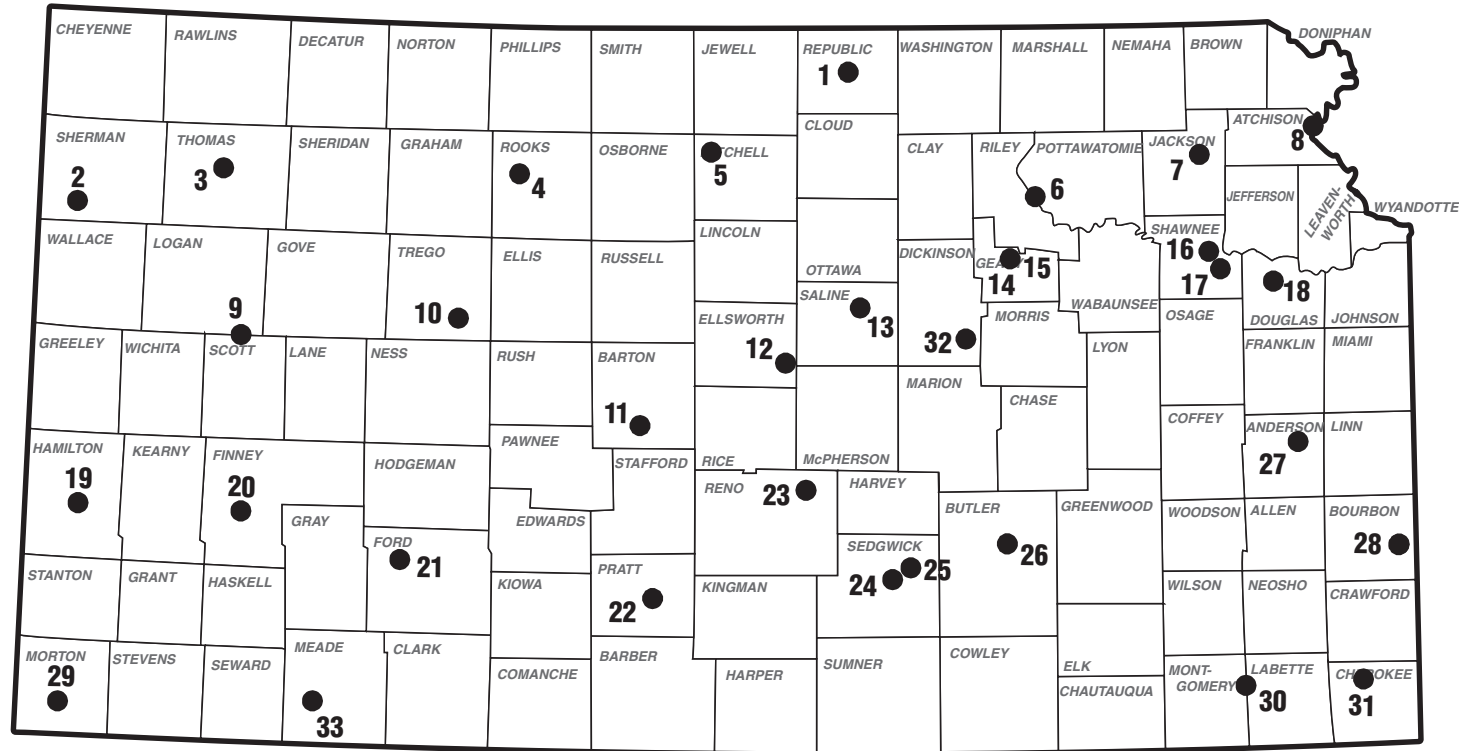 CHEYENNE
RAWLINS
DECATUR
NORTON
PHILLIPS
SMITH
JEWELL
REPUBLIC
WASHINGTON
MARSHALL
NEMAHA
BROWN
DONIPHAN
1
CLOUD
SHERMAN
THOMAS
SHERIDAN
GRAHAM
ROOKS
OSBORNE
TCHELL
CLAY
RILEY
POTTAWATOMIE
JACKSON
ATCHISON
8
2
3
4
5
6
7
JEFFERSON
LEAVEN-
WORTH
WYANDOTTE
WALLACE
LOGAN
GOVE
TREGO
ELLIS
RUSSELL
LINCOLN
OTTAWA
DICKINSON
GEA
15
14
WABAUNSEE
SHAWNEE
16
17
18
DOUGLAS
JOHNSON
9
10
ELLSWORTH
12
SALINE
13
32
MORRIS
OSAGE
GREELEY
WICHITA
SCOTT
LANE
NESS
RUSH
BARTON
11
MARION
CHASE
LYON
FRANKLIN
MIAMI
COFFEY
ANDERSON
27
LINN
HAMILTON
19
KEARNY
FINNEY
20
HODGEMAN
PAWNEE
STAFFORD
RICE
McPHERSON
RENO
23
HARVEY
BUTLER
26
GREENWOOD
WOODSON
ALLEN
BOURBON
28
GRAY
FORD
21
EDWARDS
SEDGWICK
24
25
STANTON
GRANT
HASKELL
KIOWA
PRATT
22
KINGMAN
WILSON
NEOSHO
CRAWFORD
MORTON
29
STEVENS
SEWARD
MEADE
33
CLARK
COMANCHE
BARBER
HARPER
SUMNER
COWLEY
ELK
CHAUTAUQUA
MONT-
GOMERY
LABETTE
30
CH OKEE
31